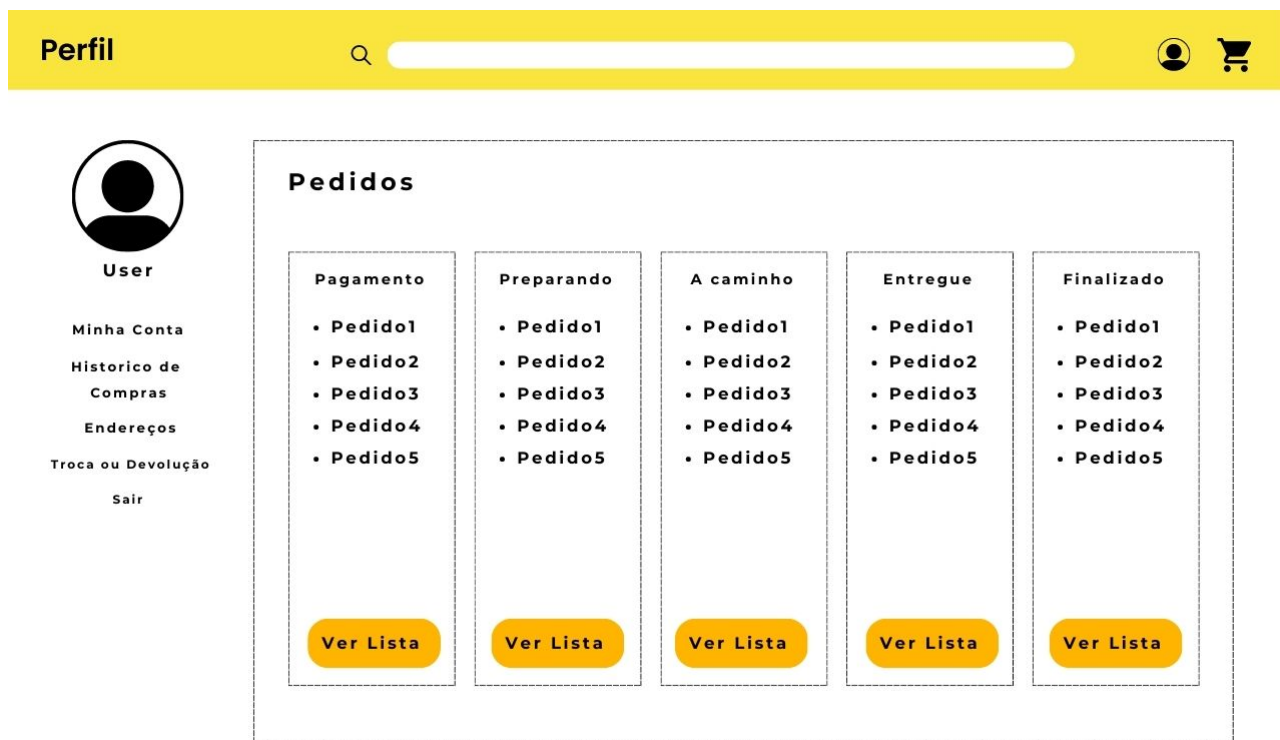 Perfil
User
Minha Conta
Historico de
Compras
Endereços
Troca ou Devolução
Sair
Pedidos
Pagamento
• Pedido1
• Pedido2
• Pedido3
• Pedido4
• Pedido5
Ver Lista
Preparando
• Pedido1
• Pedido2
• Pedido3
• Pedido4
• Pedido5
Ver Lista
A caminho
• Pedido1
• Pedido2
• Pedido3
• Pedido4
• Pedido5
Ver Lista
Entregue
• Pedido1
• Pedido2
• Pedido3
• Pedido4
• Pedido5
Ver Lista
Finalizado
• Pedido1
• Pedido2
• Pedido3
• Pedido4
• Pedido5
Ver Lista